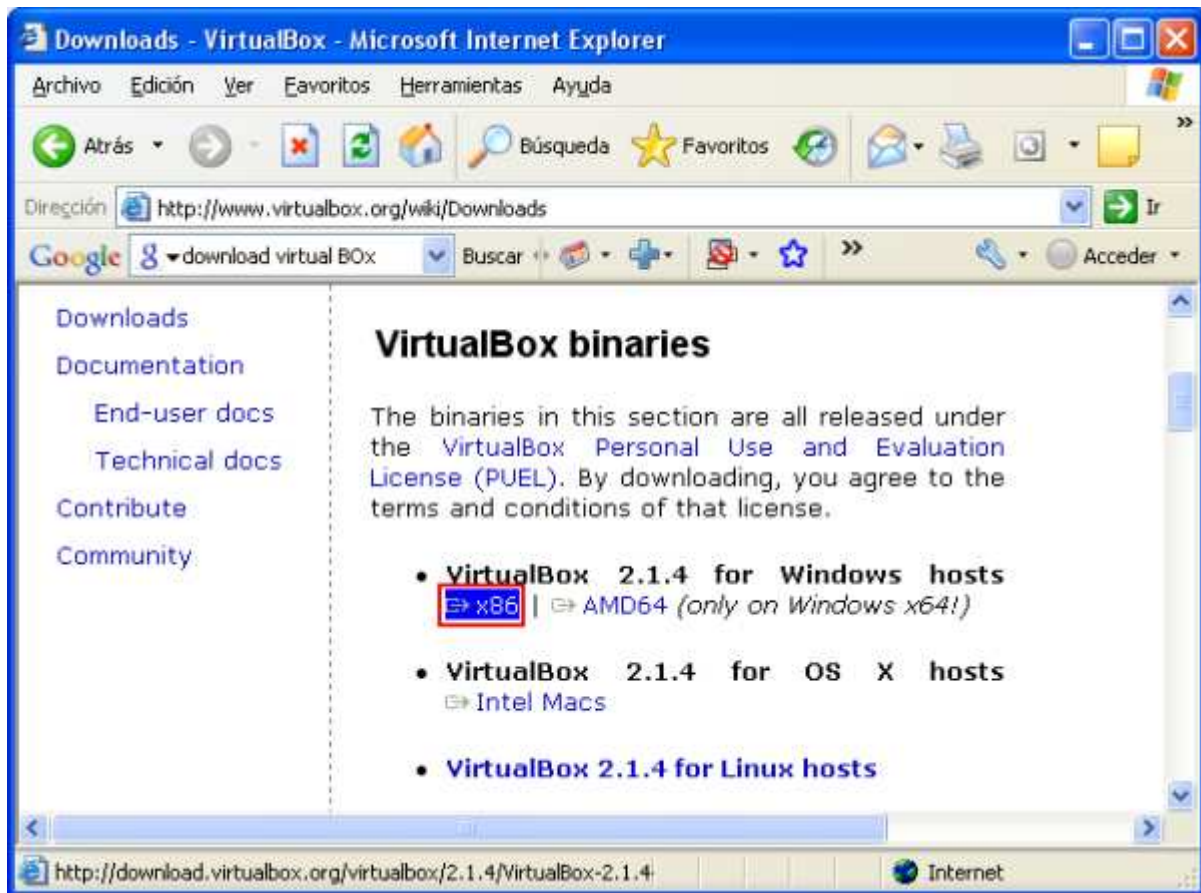 Downloads - VirtualBox - Microsoft Internet Explorer
Archivo Edición Ver Favoritos Herramientas Ayuda
Atrás Búsqueda Favoritos »
Dirección http://www.virtualbox.org/wiki/Downloads Ir
Google g download virtual BOx Buscar » Acceder
Downloads
Documentation
End-user docs
Technical docs
Contribute
Community
VirtualBox binaries
The binaries in this section are all released under
the VirtualBox Personal Use and Evaluation
License (PUEL). By downloading, you agree to the
terms and conditions of that license.
• VirtualBox 2.1.4 for Windows hosts
x86 | AMD64 (only on Windows x64!)
• VirtualBox 2.1.4 for OS X hosts
Intel Macs
• VirtualBox 2.1.4 for Linux hosts
http://download.virtualbox.org/virtualbox/2.1.4/VirtualBox-2.1.4- Internet